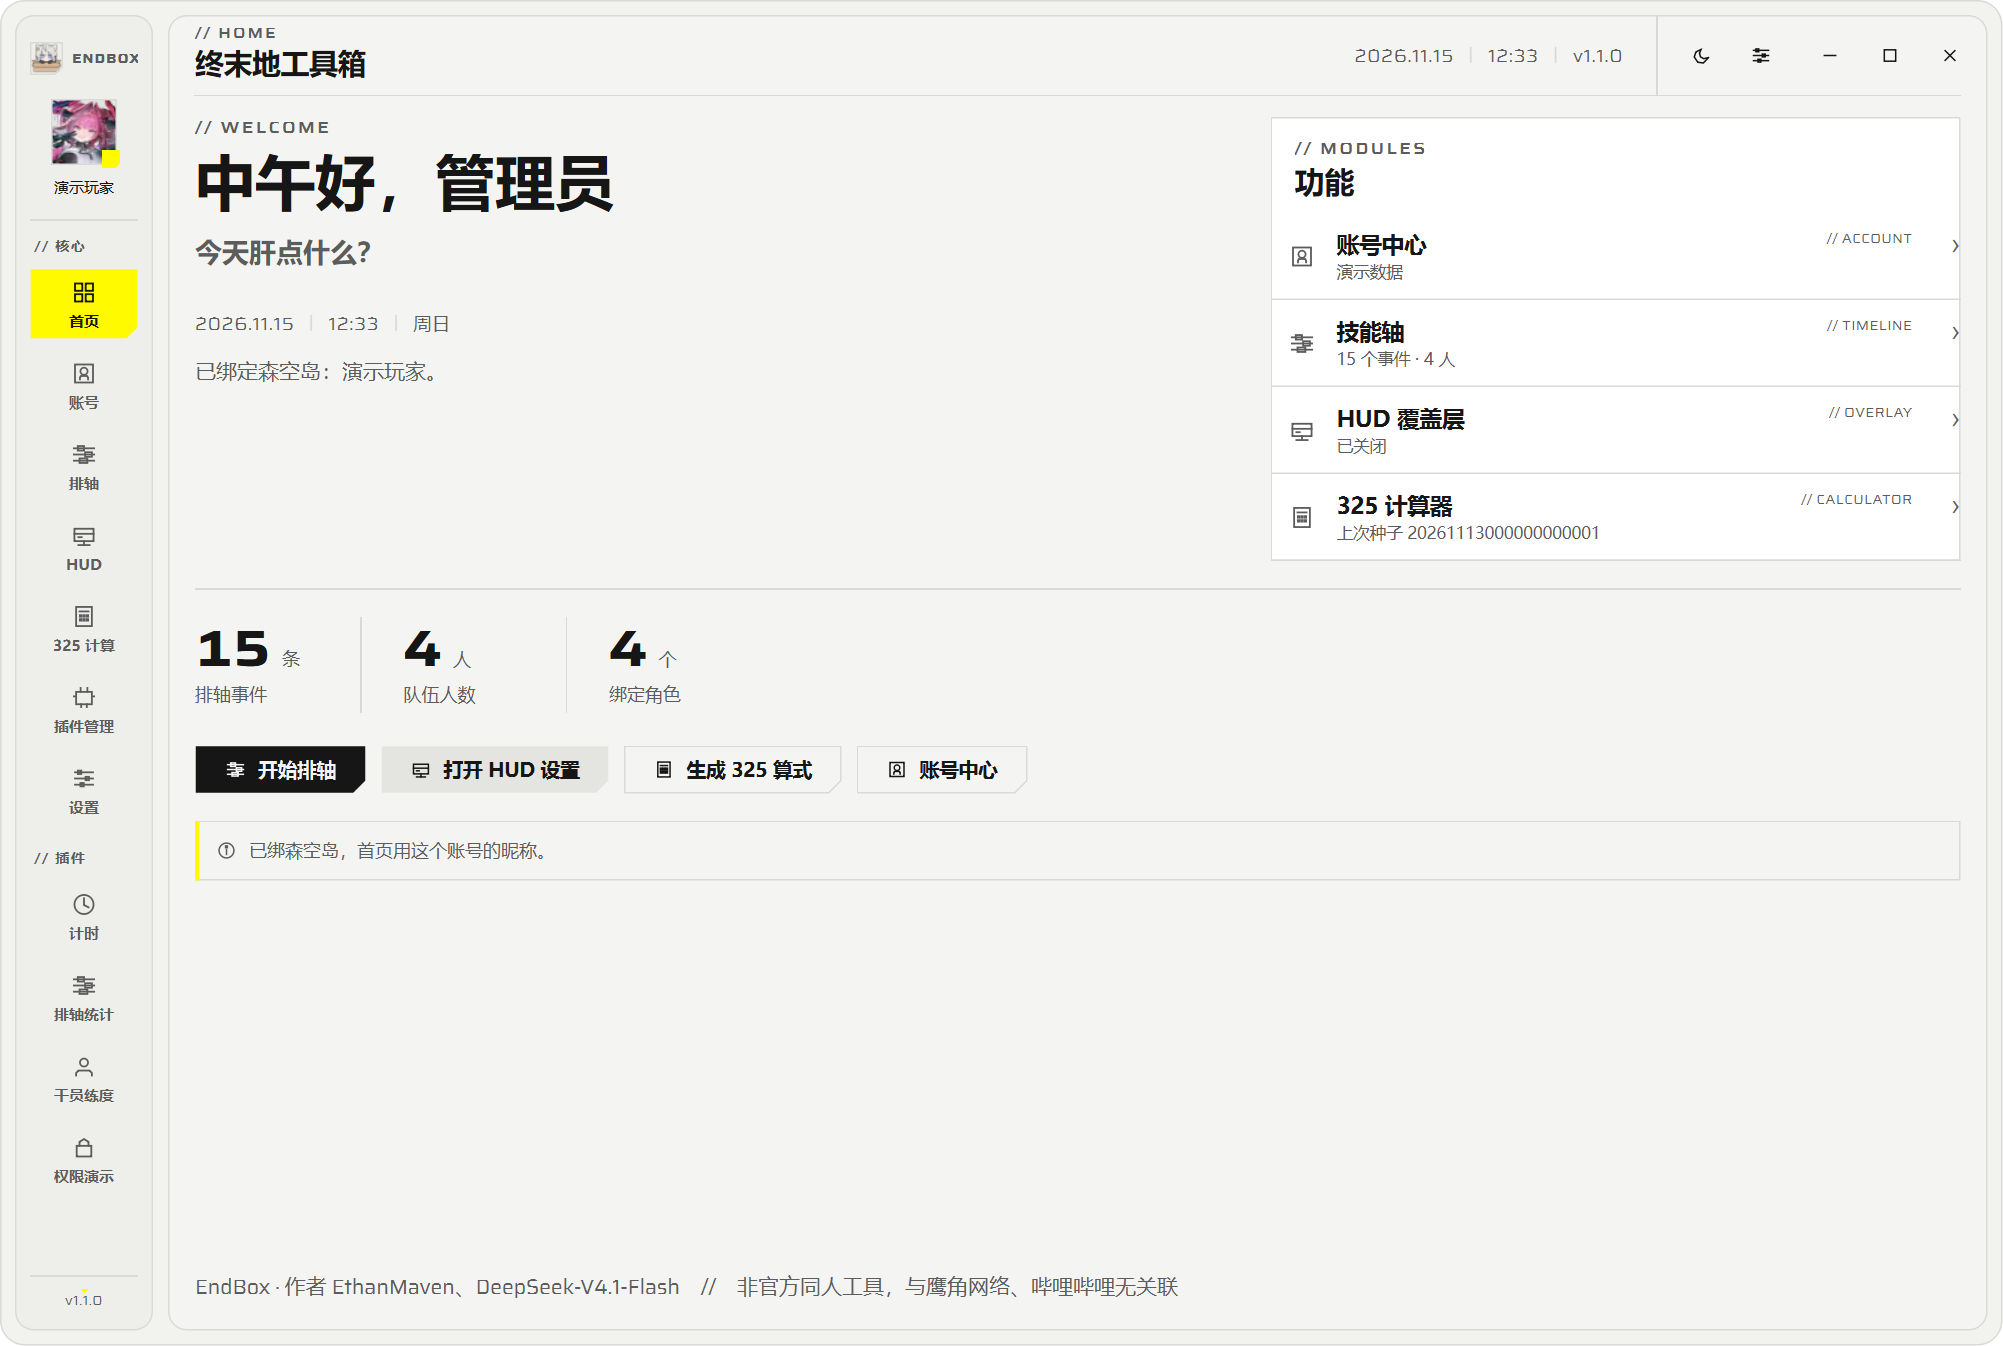 ENDBOX
演示玩家
// 核心
首页
账号
排轴
HUD
325 计算
插件管理
设置
// 插件
计时
排轴统计
干员练度
权限演示
v1.1.0
// HOME
终末地工具箱
2026.11.15
12:33
v1.1.0
// WELCOME
中午好，管理员
今天肝点什么？
2026.11.15
12:33
周日
已绑定森空岛：演示玩家。
// MODULES
功能
账号中心
// ACCOUNT
演示数据
技能轴
// TIMELINE
15 个事件 · 4 人
HUD 覆盖层
// OVERLAY
已关闭
325 计算器
// CALCULATOR
上次种子 20261113000000000001
15 条
排轴事件
4 人
队伍人数
4 个
绑定角色
开始排轴
打开 HUD 设置
生成 325 算式
账号中心
已绑森空岛，首页用这个账号的昵称。
EndBox · 作者 EthanMaven、DeepSeek-V4.1-Flash // 非官方同人工具，与鹰角网络、哔哩哔哩无关联